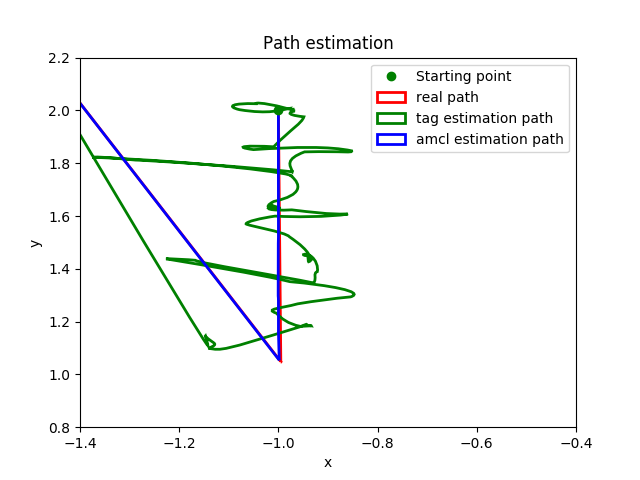 Path estimation
Starting point
real path
tag estimation path
amcl estimation path
2.2
2.0
1.8
1.6
1.4
1.2
1.0
0.8
y
−1.4 −1.2 −1.0 −0.8 −0.6 −0.4
x